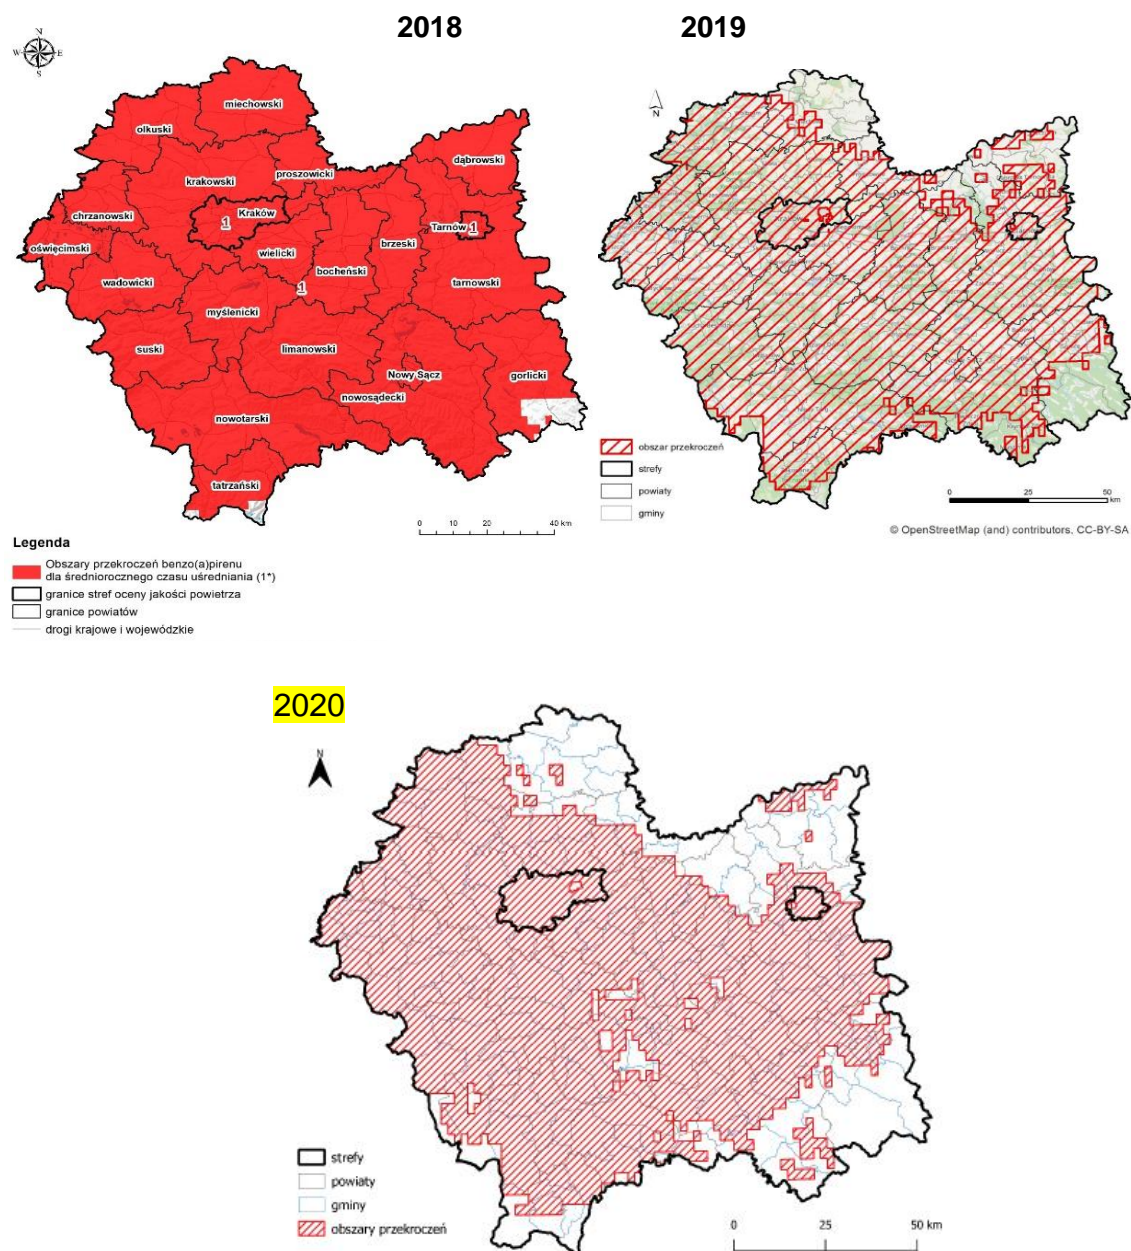 2018
2019
N
W
E
S
miechowski
olkuski
dąbrowski
krakowski
proszowicki
chrzanowski
Kraków
1
Tarnów
1
oświęcimski
wielicki
brzeski
bocheński
wadowicki
1
tarnowski
myślenicki
suski
limanowski
Nowy Sącz
gorlicki
nowosądecki
nowotarski
tatrzański
0 10 20 40 km
Legenda
Obszary przekroczeń benzo(a)pirenu
dla średniorocznego czasu uśredniania (1*)
granice stref oceny jakości powietrza
granice powiatów
drogi krajowe i wojewódzkie
N
obszar przekroczeń
strefy
powiaty
gminy
0 25 50
km
© OpenStreetMap (and) contributors, CC-BY-SA
2020
N
strefy
powiaty
gminy
obszary przekroczeń
0 25 50 km